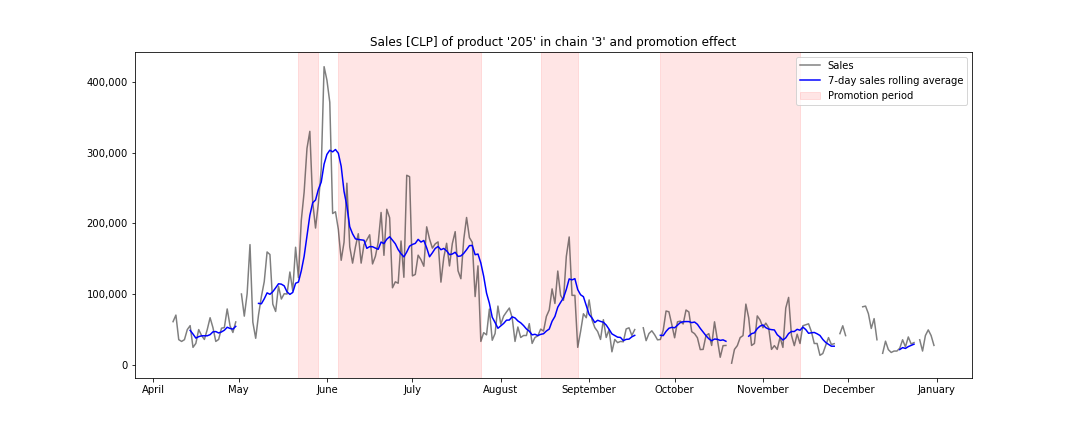 Sales [CLP] of product '205' in chain '3' and promotion effect
Sales
7-day sales rolling average
Promotion period
400,000
300,000
200,000
100,000
0
April May June July August September October November December January